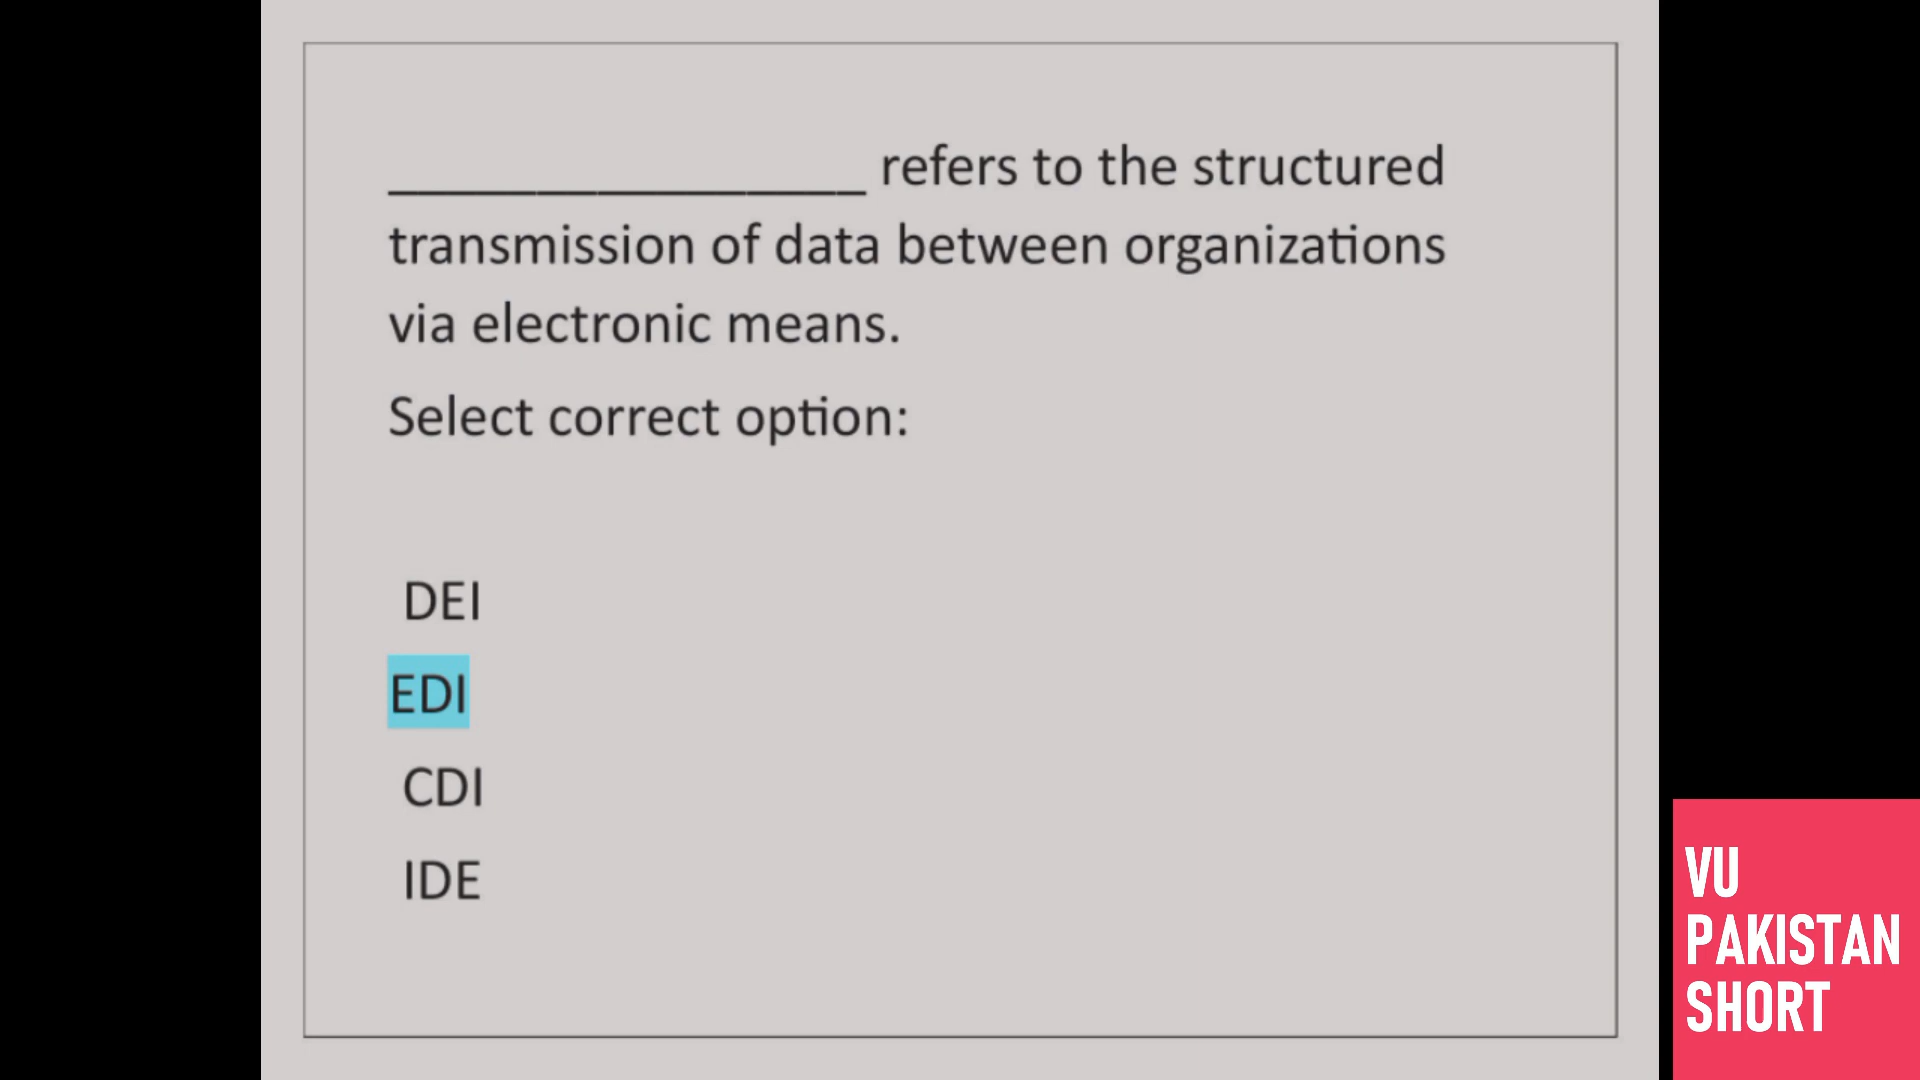 ________________ refers to the structured
transmission of data between organizations
via electronic means.
Select correct option:
DEI
EDI
CDI
IDE
VU
PAKISTAN
SHORT